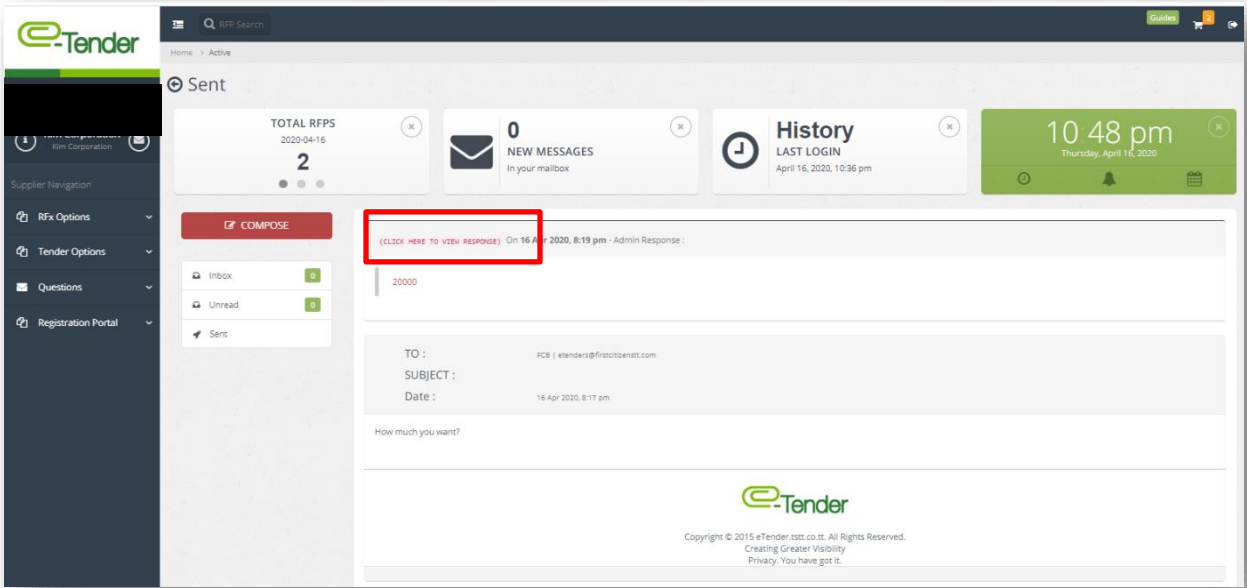 e-Tender
RFP Search
Guides
2
Home > Active
Sent
Kim Corporation
Supplier Navigation
RFx Options
Tender Options
Questions
Registration Portal
TOTAL RFPS
2020-04-16
2
0
NEW MESSAGES
In your mailbox
History
LAST LOGIN
April 16, 2020, 10:36 pm
10:48 pm
Thursday, April 16, 2020
COMPOSE
Inbox 0
Unread 0
Sent
(CLICK HERE TO VIEW RESPONSE) On 16 Apr 2020, 8:19 pm - Admin Response :
20000
TO : FCB | etenders@firstcitizenstt.com
SUBJECT :
Date : 16 Apr 2020, 8:17 pm
How much you want?
e-Tender
Copyright © 2015 eTender.tstt.co.tt. All Rights Reserved.
Creating Greater Visibility
Privacy. You have got it.